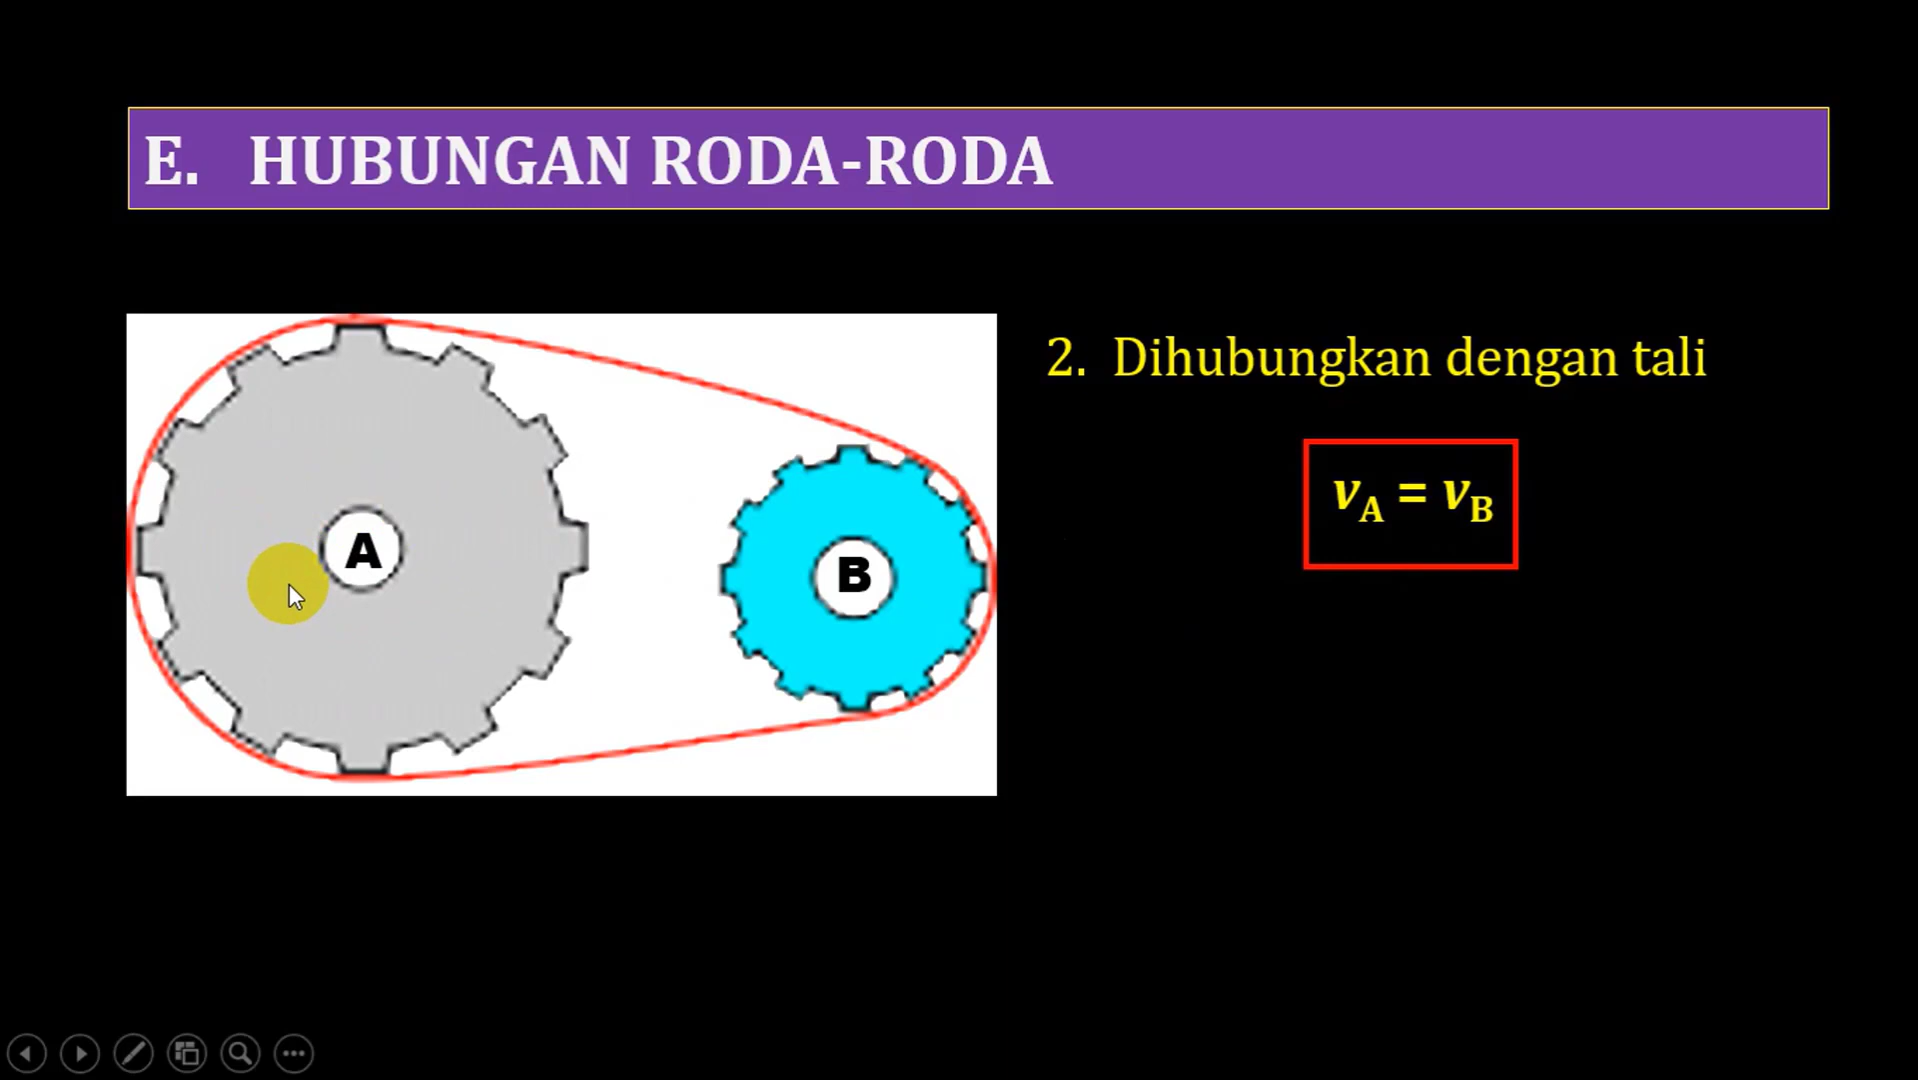 E. HUBUNGAN RODA-RODA
2. Dihubungkan dengan tali
vA = vB
A
B